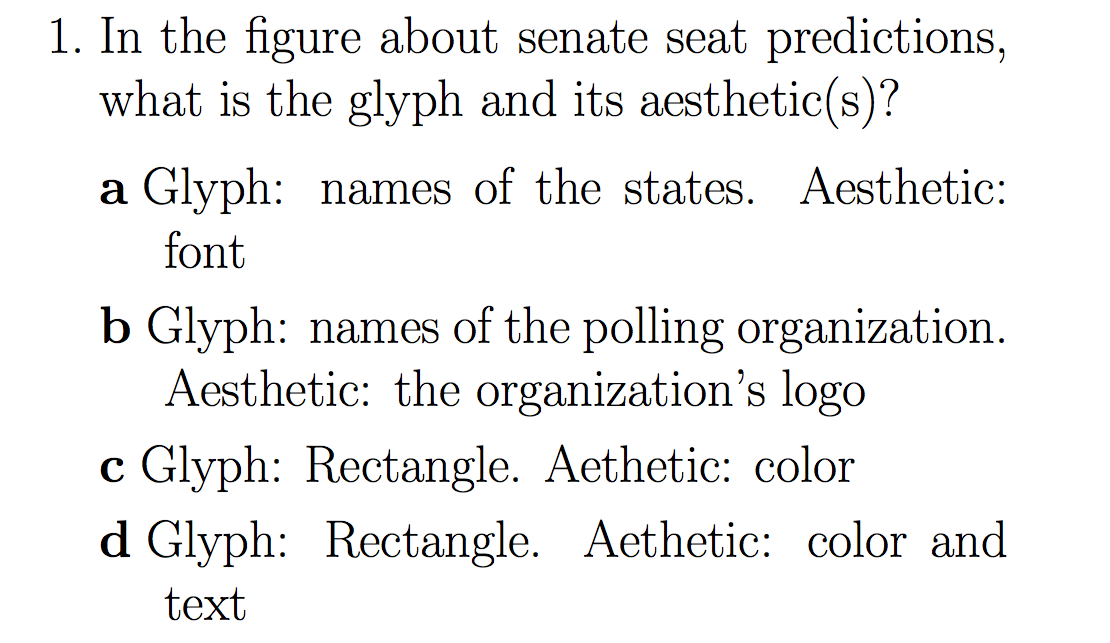 1. In the figure about senate seat predictions,
what is the glyph and its aesthetic(s)?
a Glyph: names of the states. Aesthetic:
font
b Glyph: names of the polling organization.
Aesthetic: the organization's logo
c Glyph: Rectangle. Aethetic: color
d Glyph: Rectangle. Aethetic: color and
text